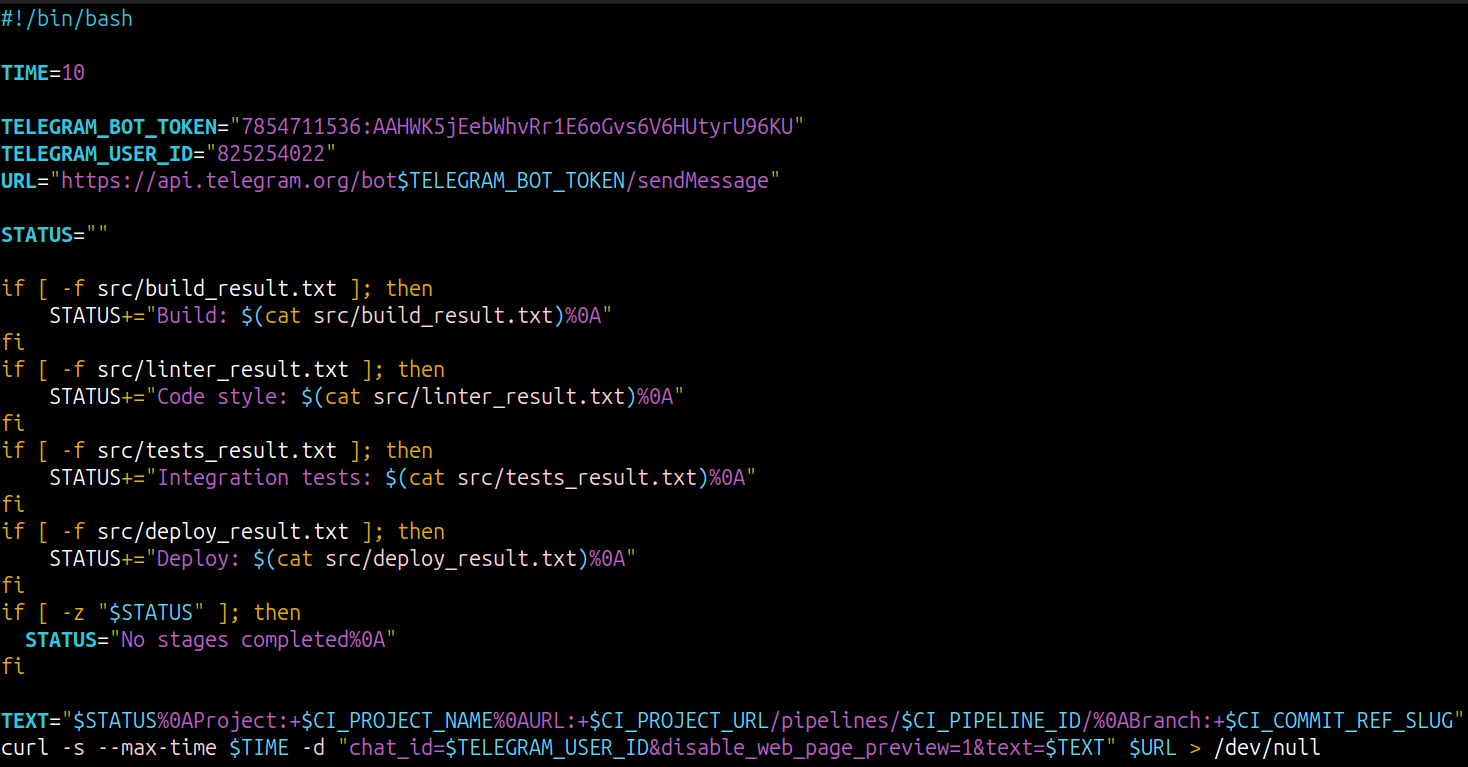 #!/bin/bash

TIME=10

TELEGRAM_BOT_TOKEN="7854711536:AAHWK5jEebWhvRr1E6oGvs6V6HUtyrU96KU"
TELEGRAM_USER_ID="825254022"
URL="https://api.telegram.org/bot$TELEGRAM_BOT_TOKEN/sendMessage"

STATUS=""

if [ -f src/build_result.txt ]; then
    STATUS+="Build: $(cat src/build_result.txt)%0A"
fi
if [ -f src/linter_result.txt ]; then
    STATUS+="Code style: $(cat src/linter_result.txt)%0A"
fi
if [ -f src/tests_result.txt ]; then
    STATUS+="Integration tests: $(cat src/tests_result.txt)%0A"
fi
if [ -f src/deploy_result.txt ]; then
    STATUS+="Deploy: $(cat src/deploy_result.txt)%0A"
fi
if [ -z "$STATUS" ]; then
  STATUS="No stages completed%0A"
fi

TEXT="$STATUS%0AProject:+$CI_PROJECT_NAME%0AURL:+$CI_PROJECT_URL/pipelines/$CI_PIPELINE_ID/%0ABranch:+$CI_COMMIT_REF_SLUG"
curl -s --max-time $TIME -d "chat_id=$TELEGRAM_USER_ID&disable_web_page_preview=1&text=$TEXT" $URL > /dev/null